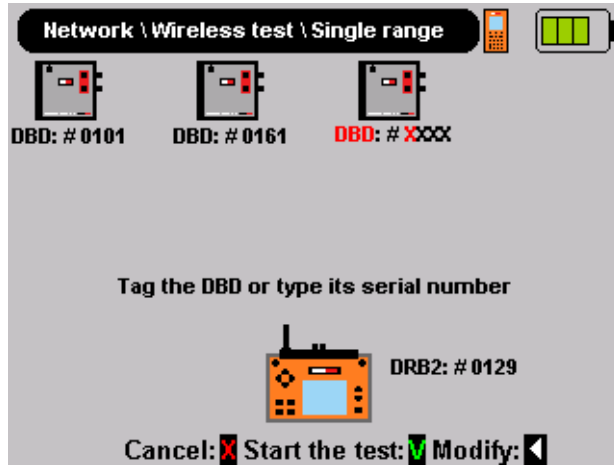 Network \ Wireless test \ Single range
DBD: # 0101 DBD: # 0161 DBD: # XXXX
Tag the DBD or type its serial number
DRB2: # 0129
Cancel: X Start the test: V Modify: